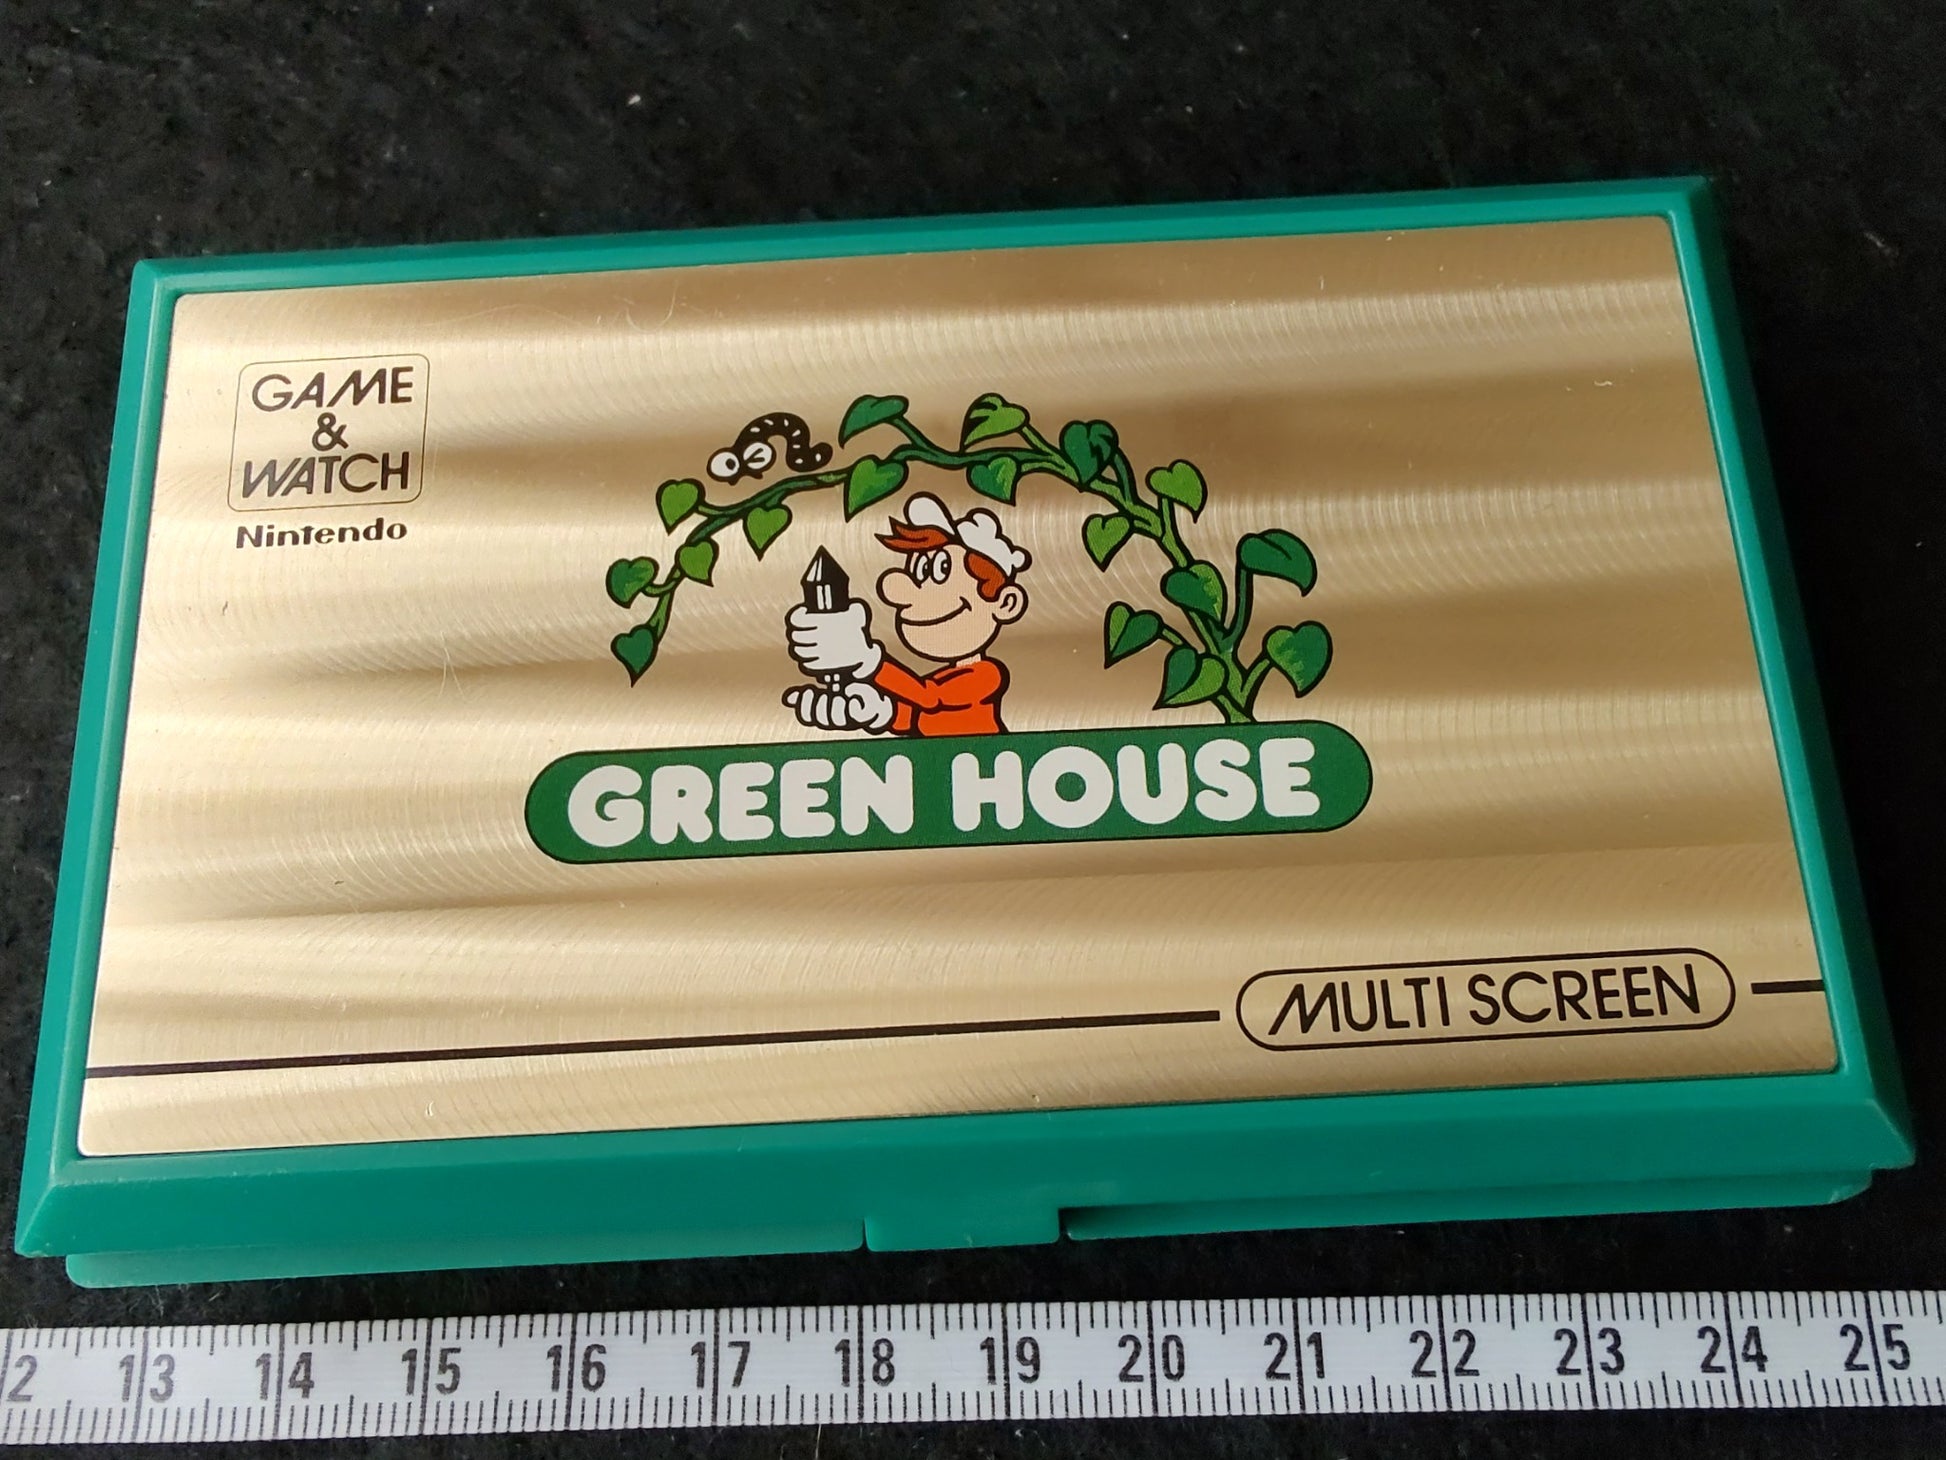 GAME
&
WATCH
Nintendo
GREEN HOUSE
MULTI SCREEN
2 13 14 15 16 17 18 19 20 21 22 23 24 25